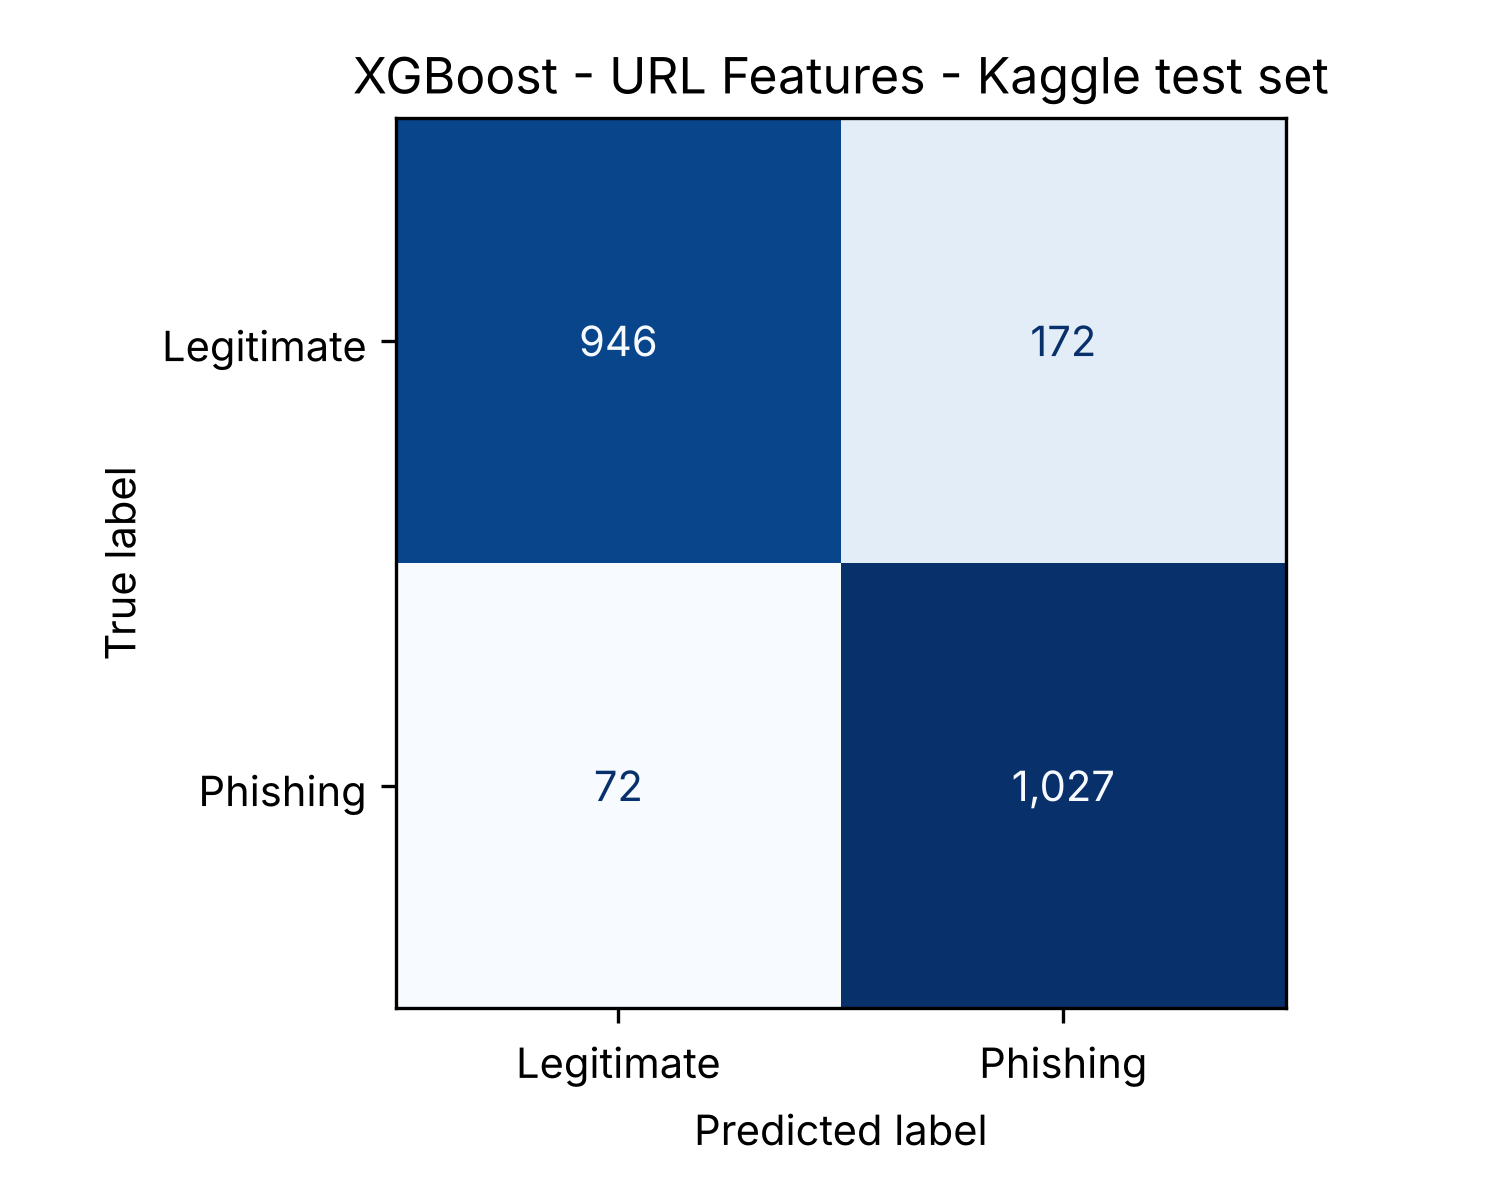 XGBoost - URL Features - Kaggle test set
Legitimate
946
172
True label
Phishing
72
1,027
Legitimate
Phishing
Predicted label